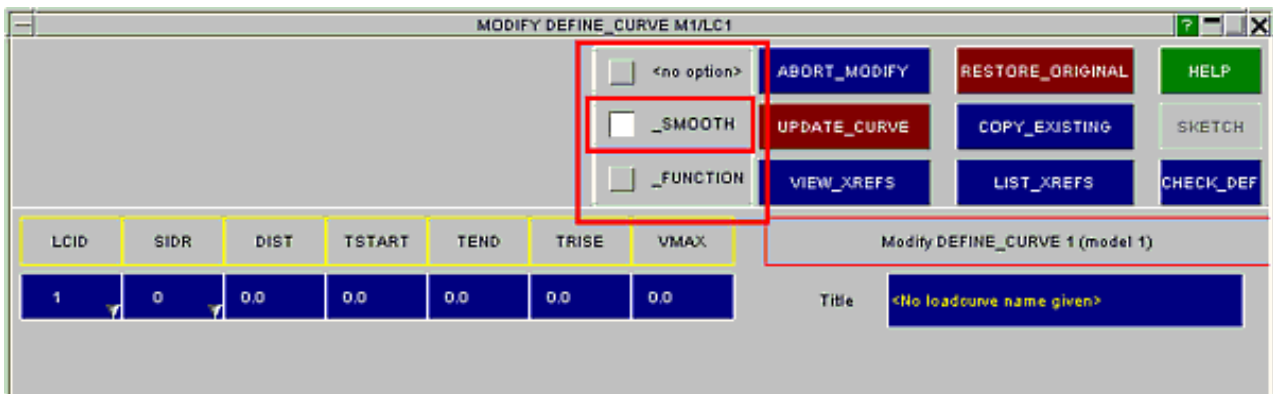 MODIFY DEFINE_CURVE M1/LC1
?
<no option> ABORT_MODIFY RESTORE_ORIGINAL HELP
_SMOOTH UPDATE_CURVE COPY_EXISTING SKETCH
_FUNCTION VIEW_XREFS LIST_XREFS CHECK_DEF
LCID SIDR DIST TSTART TEND TRISE VMAX Modify DEFINE_CURVE 1 (model 1)
1 0 0.0 0.0 0.0 0.0 0.0 Title <No loadcurve name given>